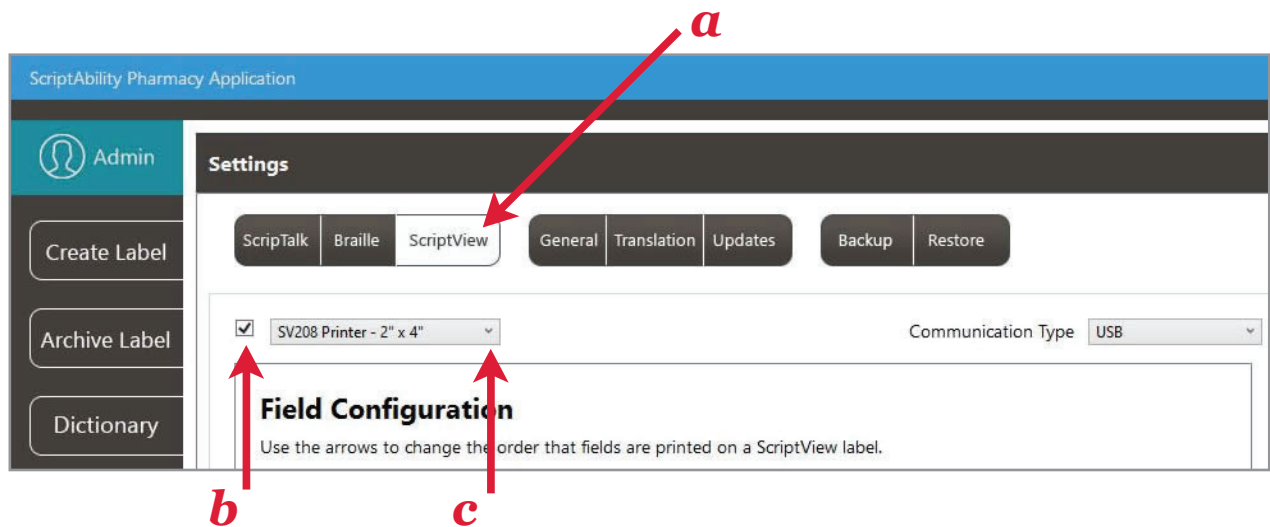 a
ScriptAbility Pharmacy Application
Admin
Settings
ScripTalk Braille ScriptView General Translation Updates Backup Restore
Create Label
SV208 Printer - 2" x 4" Communication Type USB
Archive Label
Field Configuration
Dictionary
Use the arrows to change the order that fields are printed on a ScriptView label.
b c